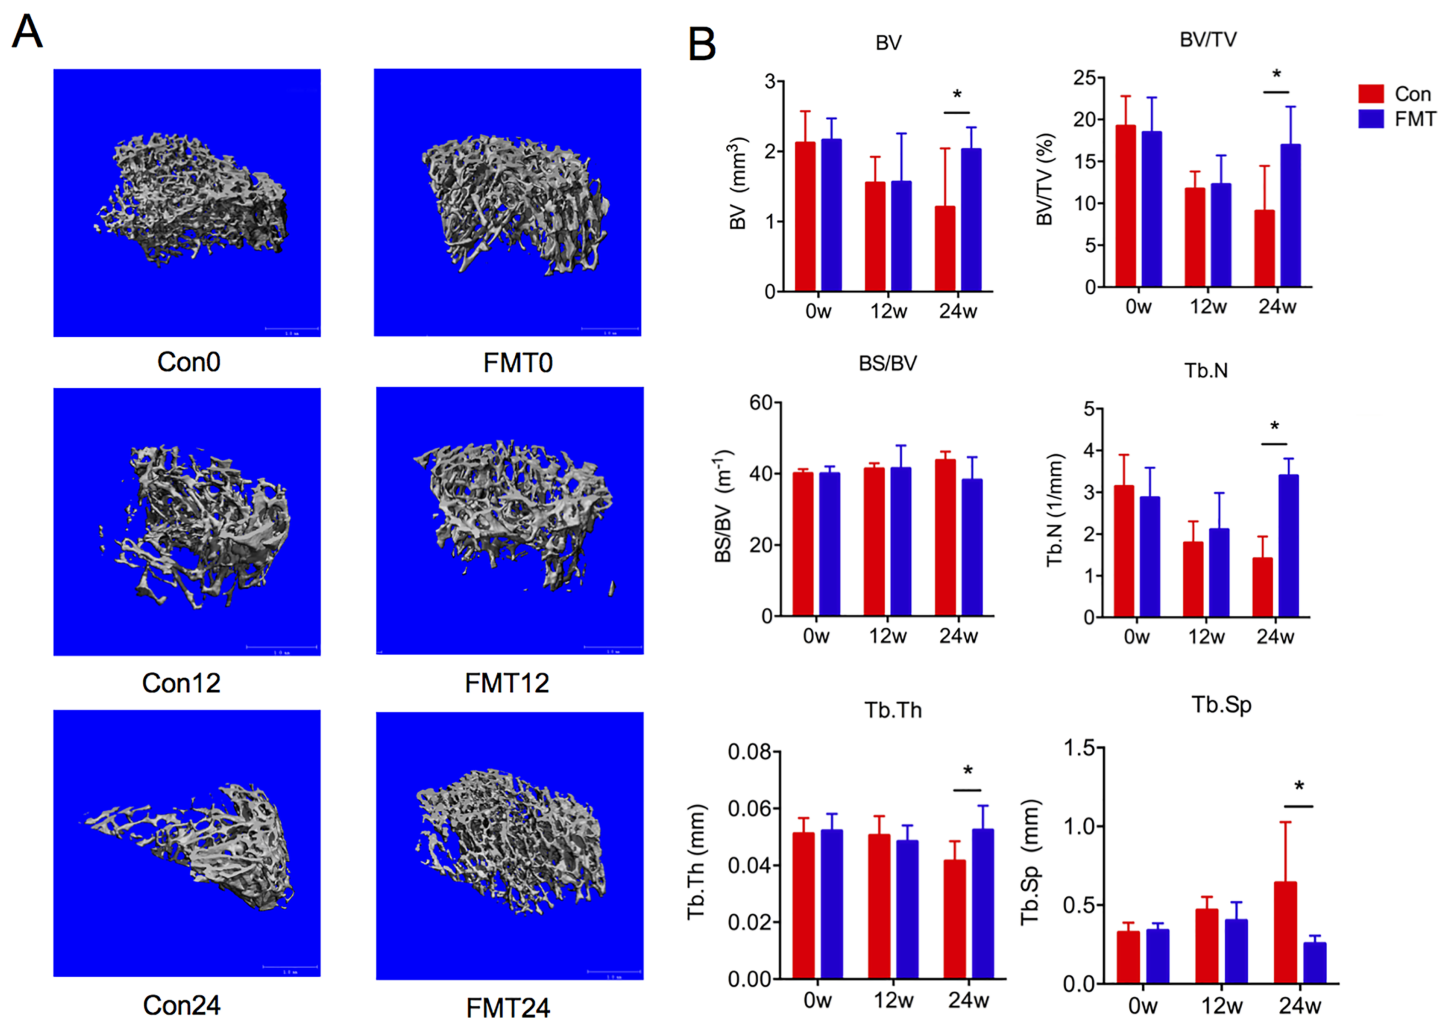 A
Con0
FMT0
Con12
FMT12
Con24
FMT24
B
BV
3
2
1
0
BV (mm³)
0w 12w 24w
*
BV/TV
25
20
15
10
5
0
BV/TV (%)
0w 12w 24w
*
Con
FMT
BS/BV
60
40
20
0
BS/BV (m⁻¹)
0w 12w 24w
Tb.N
5
4
3
2
1
0
Tb.N (1/mm)
0w 12w 24w
*
Tb.Th
0.08
0.06
0.04
0.02
0.00
Tb.Th (mm)
0w 12w 24w
*
Tb.Sp
1.5
1.0
0.5
0.0
Tb.Sp (mm)
0w 12w 24w
*